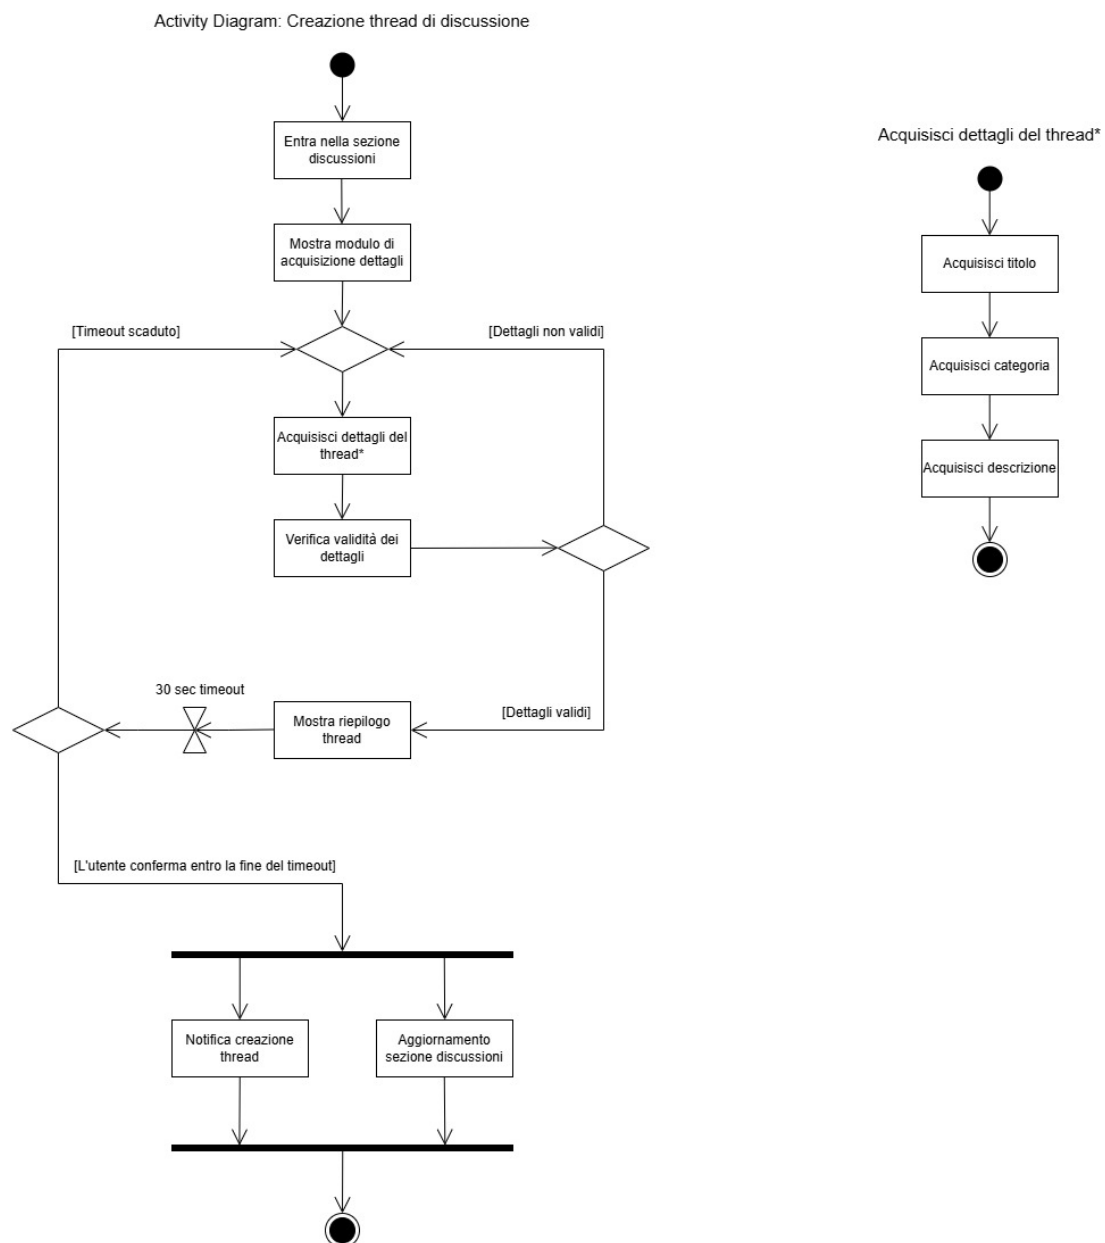 Activity Diagram: Creazione thread di discussione
Entra nella sezione
discussioni
Mostra modulo di
acquisizione dettagli
[Timeout scaduto]
[Dettagli non validi]
Acquisisci dettagli del
thread*
Verifica validità dei
dettagli
30 sec timeout
Mostra riepilogo
thread
[Dettagli validi]
[L'utente conferma entro la fine del timeout]
Notifica creazione
thread
Aggiornamento
sezione discussioni
Acquisisci dettagli del thread*
Acquisisci titolo
Acquisisci categoria
Acquisisci descrizione